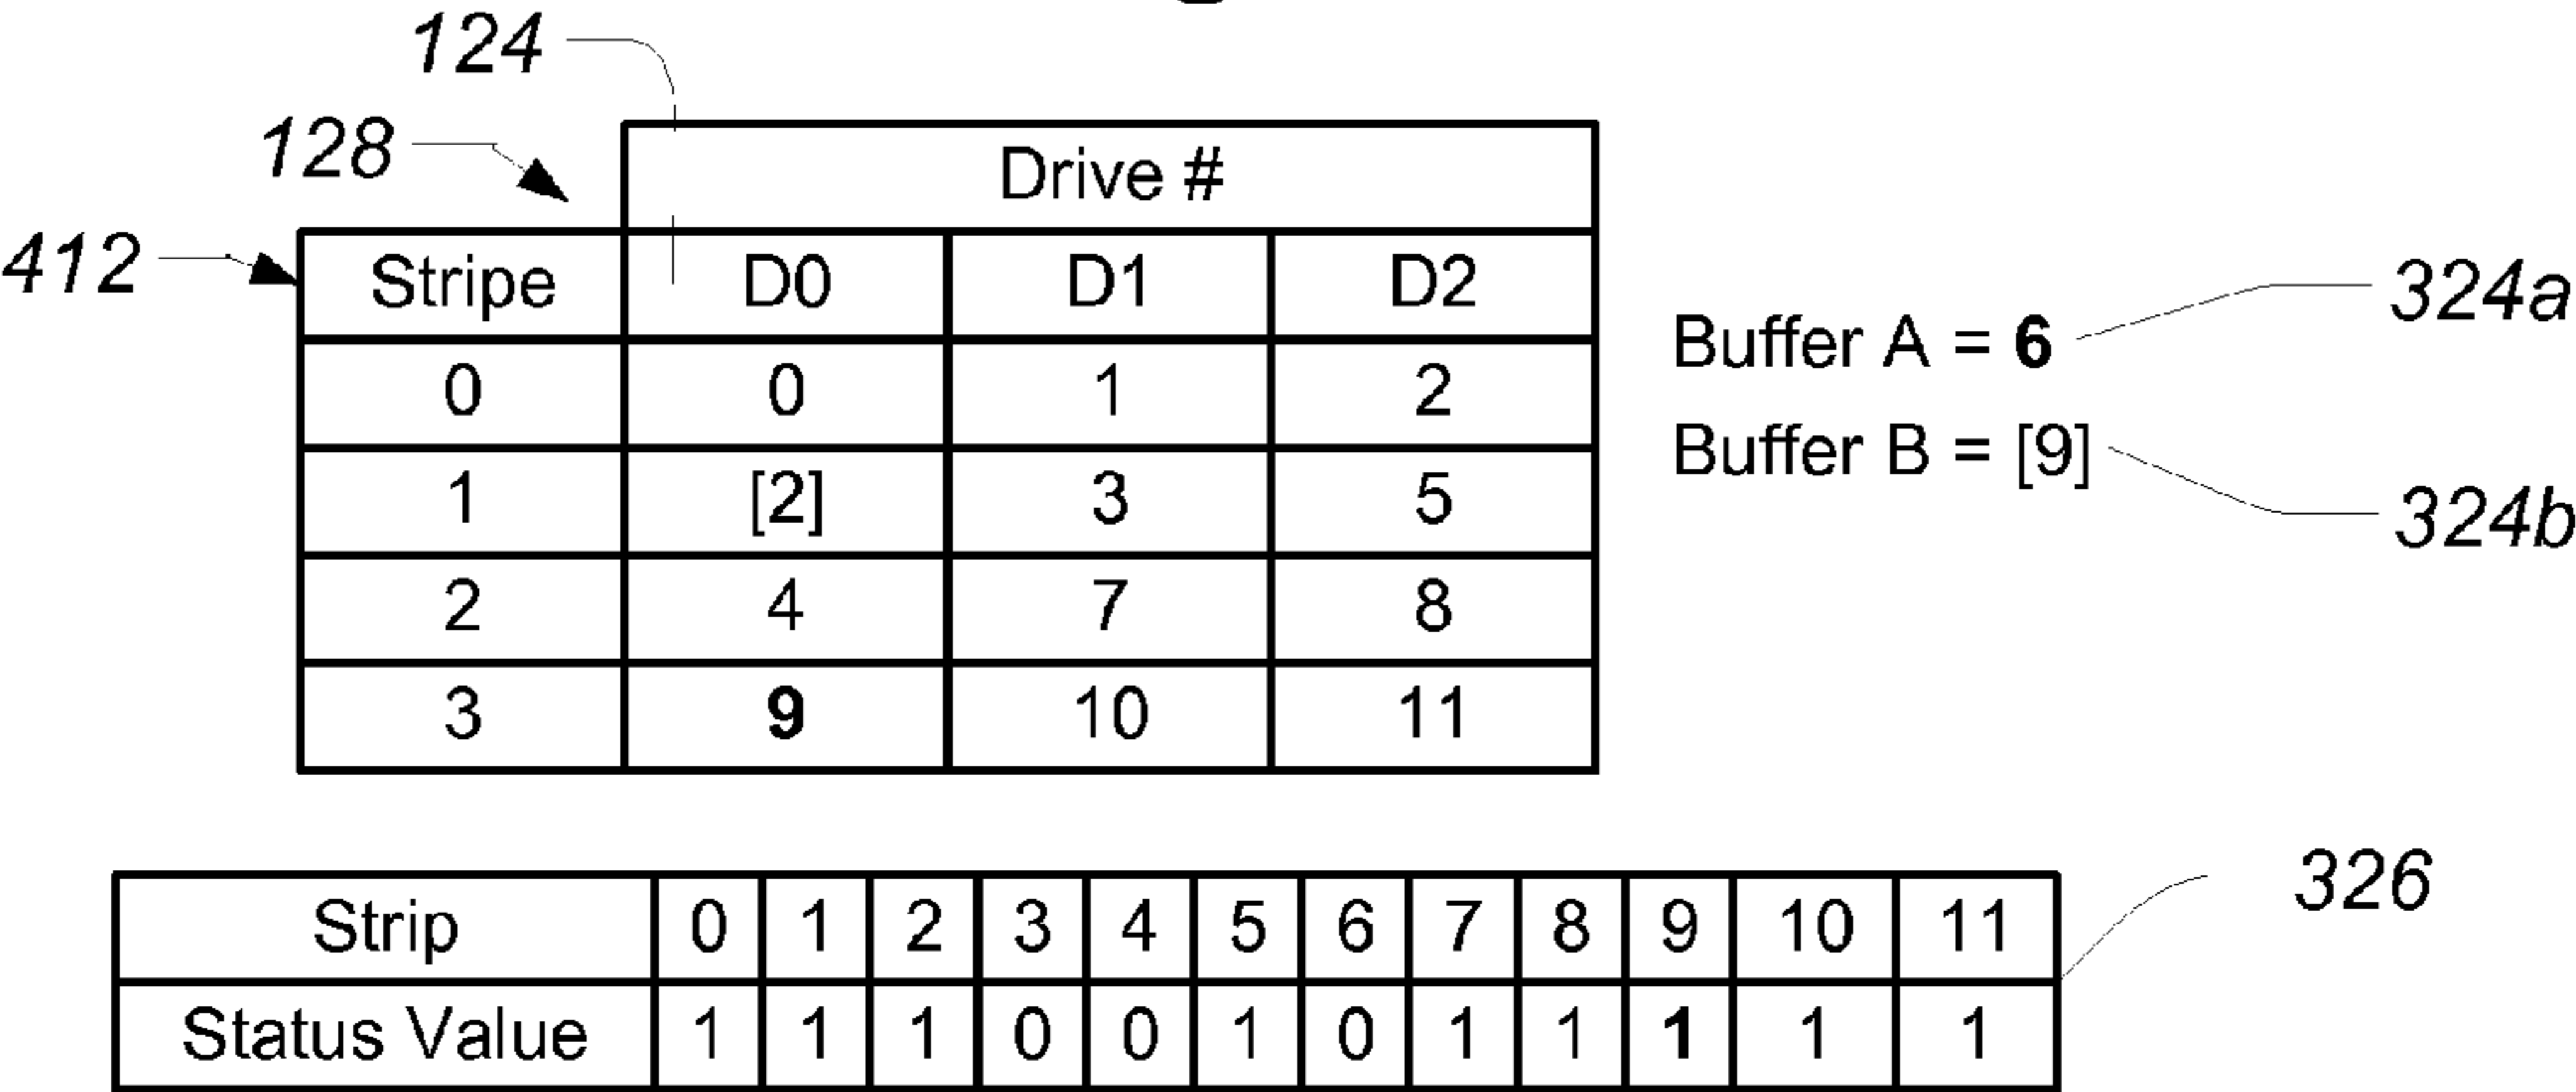 124
128
Drive #
412
Stripe D0 D1 D2
324a
Buffer A = 6
0 0 1 2
Buffer B = [9]
1 [2] 3 5
324b
2 4 7 8
3 9 10 11
326
Strip 0 1 2 3 4 5 6 7 8 9 10 11
Status Value 1 1 1 0 0 1 0 1 1 1 1 1